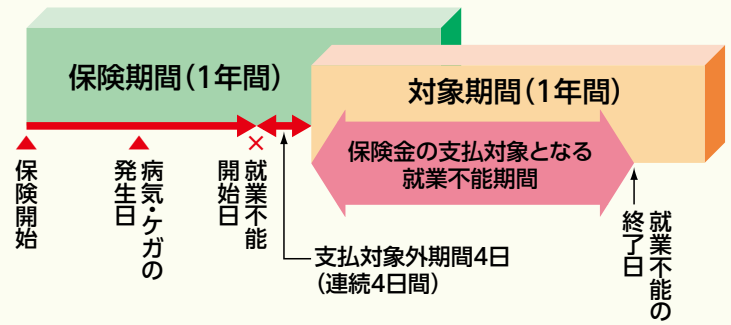 保険期間（1年間）
対象期間（1年間）
保険金の支払対象となる
就業不能期間
保険開始
病気・ケガの
発生日
就業不能
開始日
支払対象外期間4日
（連続4日間）
就業不能の
終了日